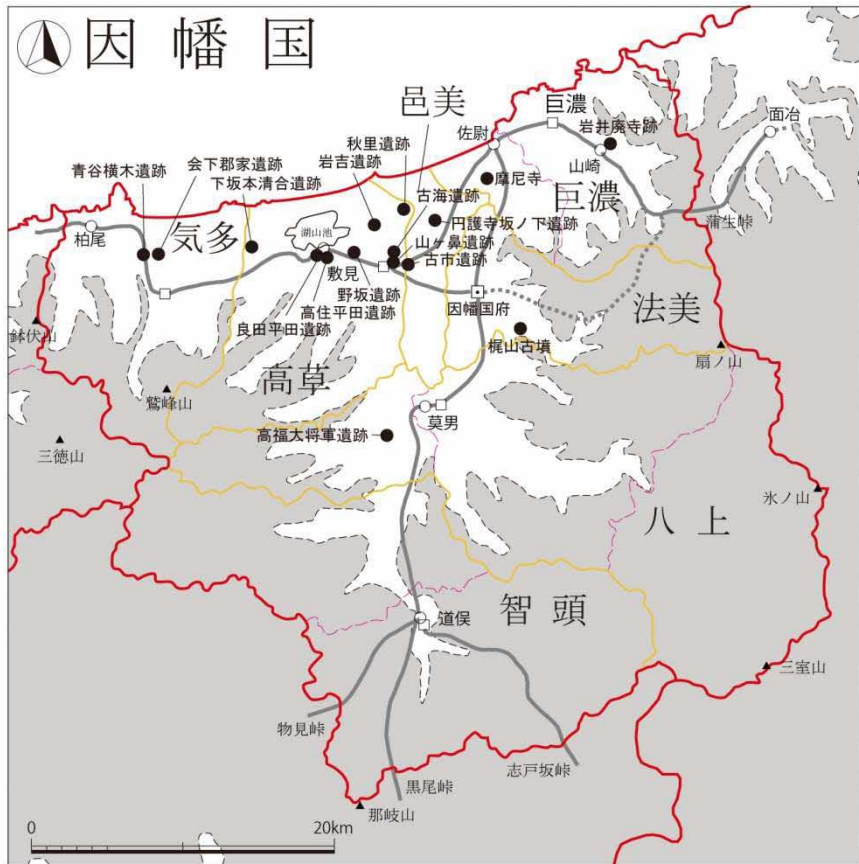 因幡国
邑美
巨濃
佐尉
岩井廃寺跡
面治
秋里遺跡
山崎
岩吉遺跡
青谷横木遺跡
会下郡家遺跡
下坂本清合遺跡
摩尼寺
巨濃
古海遺跡
円護寺坂ノ下遺跡
蒲生峠
柏尾
気多
湖山池
山ヶ鼻遺跡
敷見
古市遺跡
野坂遺跡
因幡国府
法美
高住平田遺跡
良田平田遺跡
鉢伏山
梶山古墳
扇ノ山
高草
鷲峰山
莫男
高福大将軍遺跡
三徳山
氷ノ山
八上
智頭
道俣
三室山
物見峠
志戸坂峠
黒尾峠
那岐山
0
20km